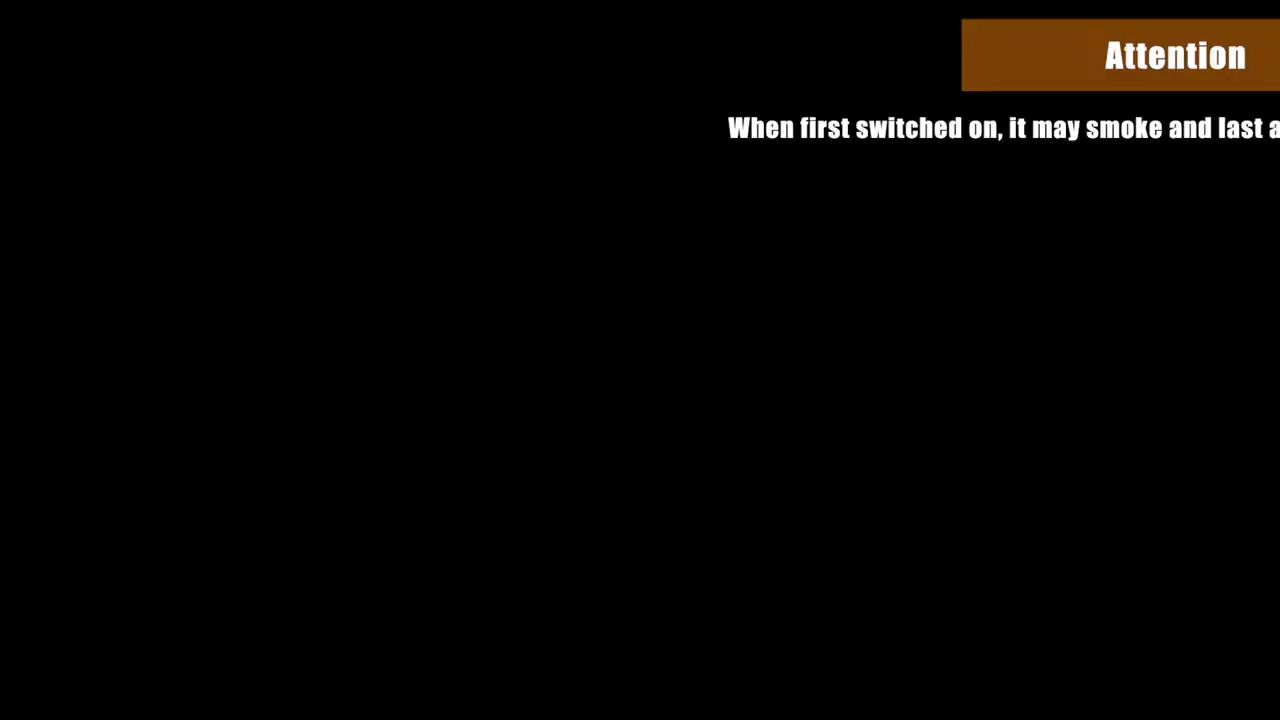 Attention
When first switched on, it may smoke and last